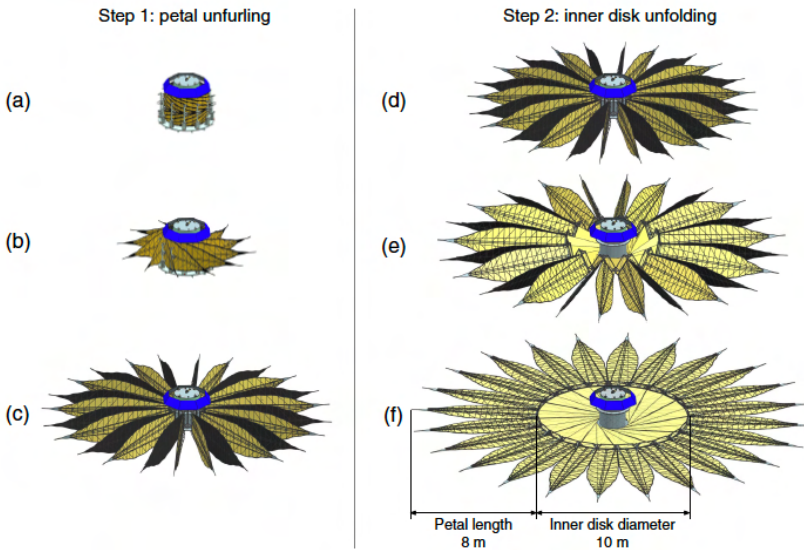 Step 1: petal unfurling
(a)
(b)
(c)
Step 2: inner disk unfolding
(d)
(e)
(f)
Petal length
8 m
Inner disk diameter
10 m